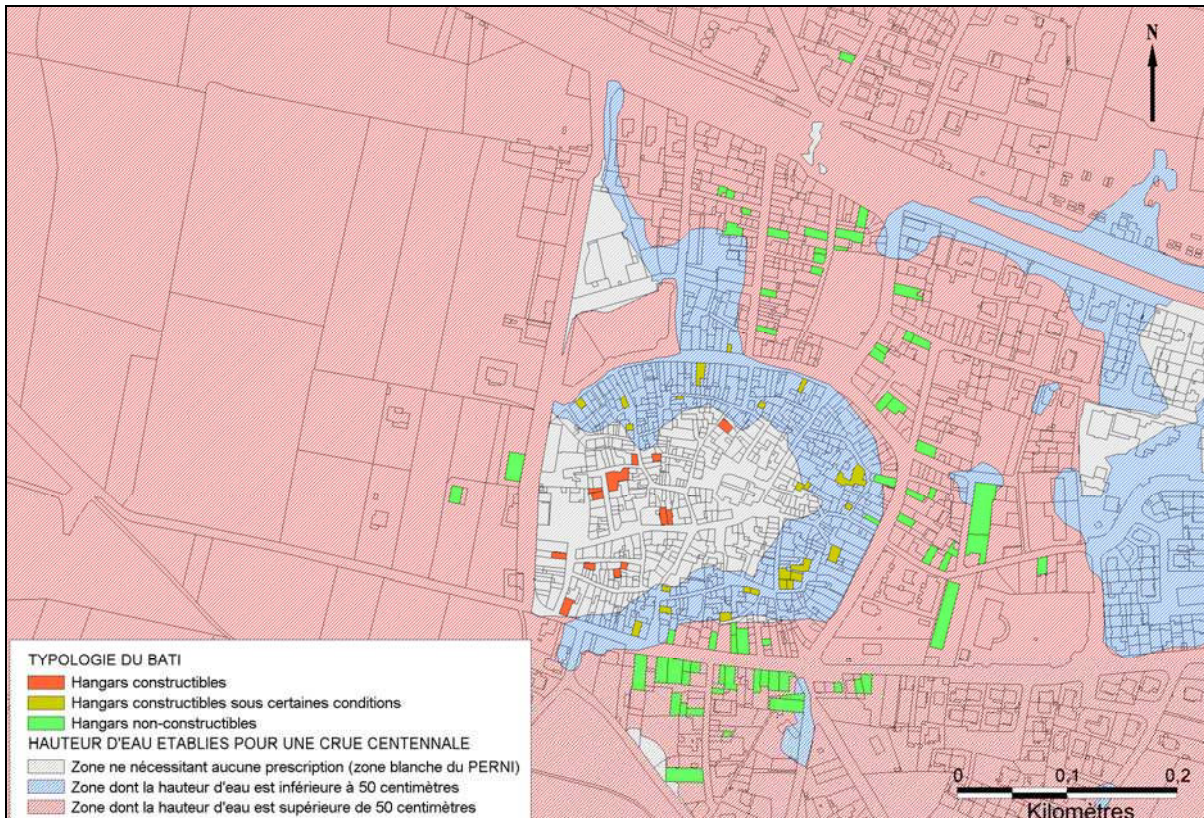 N
TYPOLOGIE DU BATI
Hangars constructibles
Hangars constructibles sous certaines conditions
Hangars non-constructibles
HAUTEUR D'EAU ETABLIES POUR UNE CRUE CENTENNALE
Zone ne nécessitant aucune prescription (zone blanche du PERNI)
Zone dont la hauteur d'eau est inférieure à 50 centimètres
Zone dont la hauteur d'eau est supérieure de 50 centimètres
0 0,1 0,2
Kilomètres